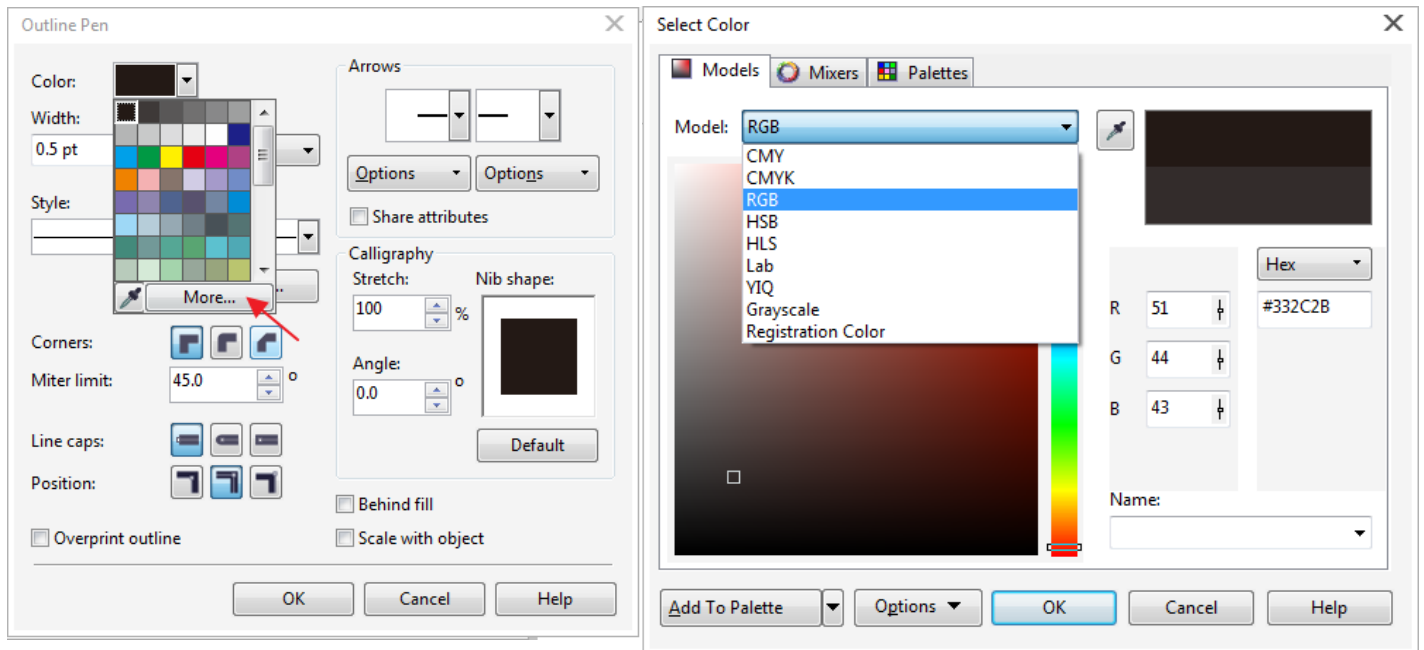 Outline Pen
Color:
Width:
0.5 pt
Style:
More...
..
Corners:
Miter limit:
45.0
o
Line caps:
Position:
Overprint outline
Arrows
Options
Options
Share attributes
Calligraphy
Stretch:
Nib shape:
100
%
Angle:
0.0
o
Default
Behind fill
Scale with object
OK
Cancel
Help
Select Color
Models
Mixers
Palettes
Model:
RGB
CMY
CMYK
RGB
HSB
HLS
Lab
YIQ
Grayscale
Registration Color
Hex
R
51
#332C2B
G
44
B
43
Name:
Add To Palette
Options
OK
Cancel
Help